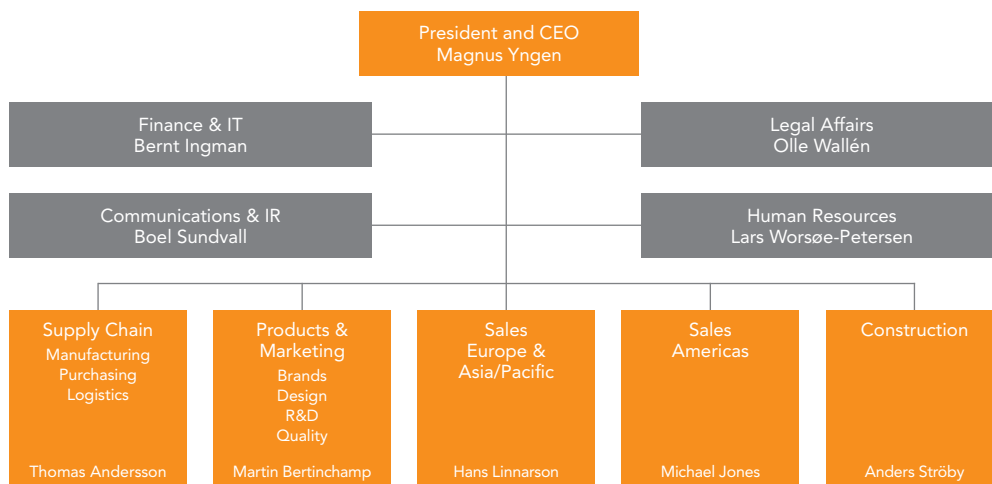 President and CEO
Magnus Yngen
Finance & IT
Bernt Ingman
Legal Affairs
Olle Wallén
Communications & IR
Boel Sundvall
Human Resources
Lars Worsøe-Petersen
Supply Chain
Manufacturing
Purchasing
Logistics
Thomas Andersson
Products &
Marketing
Brands
Design
R&D
Quality
Martin Bertinchamp
Sales
Europe &
Asia/Pacific
Hans Linnarson
Sales
Americas
Michael Jones
Construction
Anders Ströby